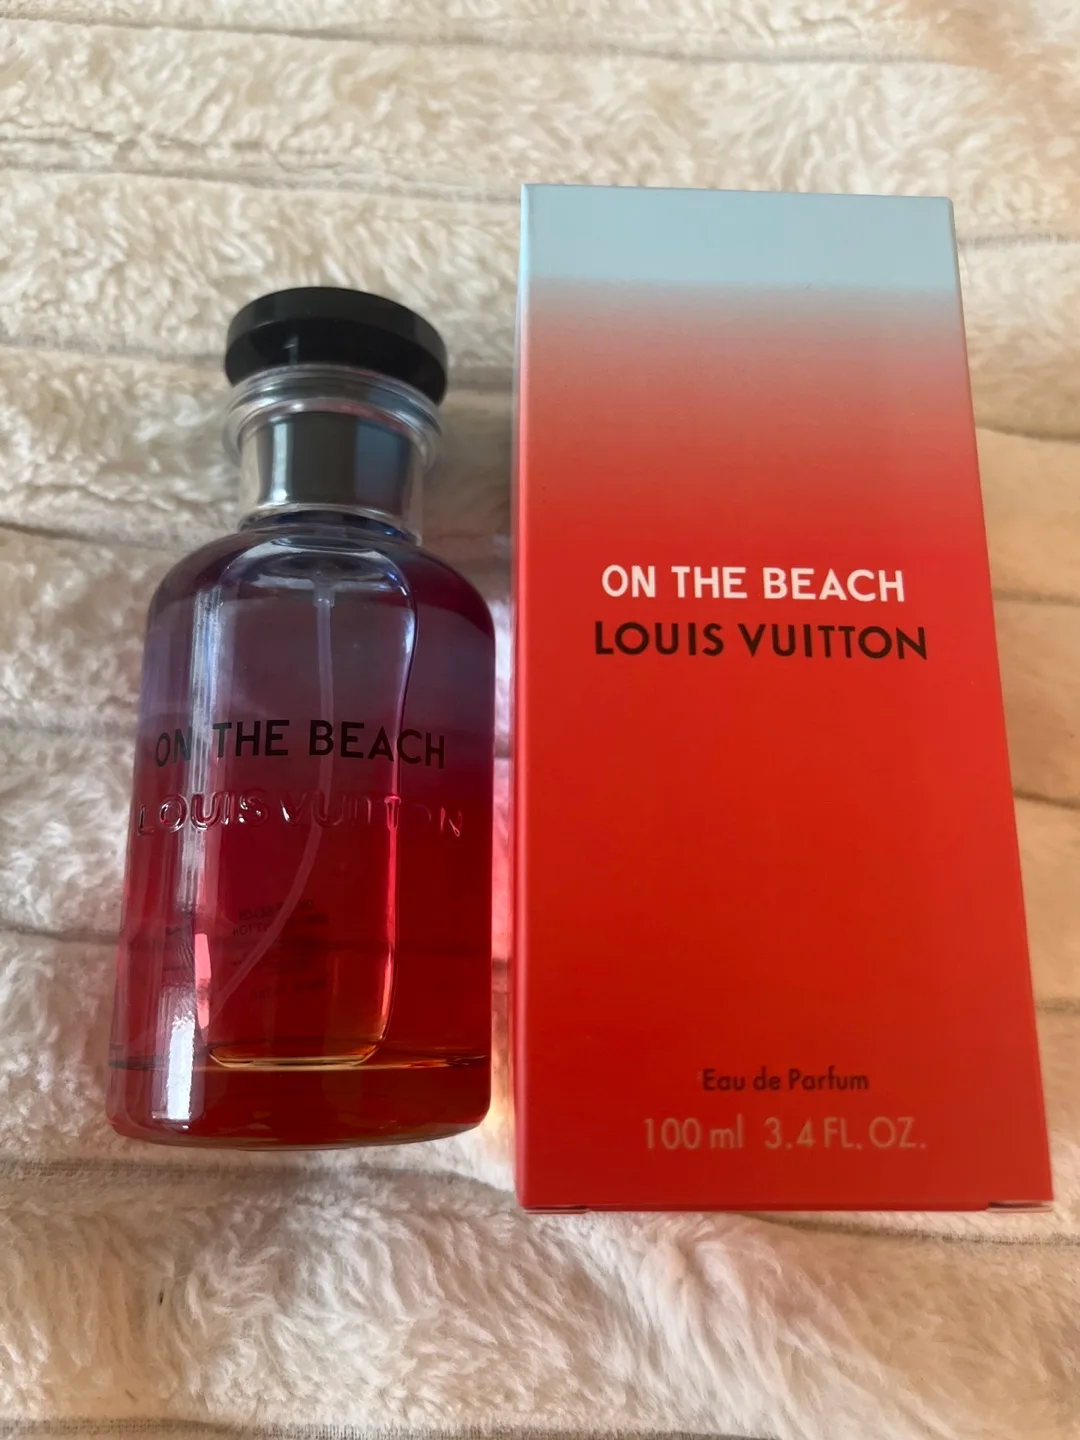 ON THE BEACH
LOUIS VUITTON
ON THE BEACH
LOUIS VUITTON
Eau de Parfum
100 ml 3.4 FL. OZ.